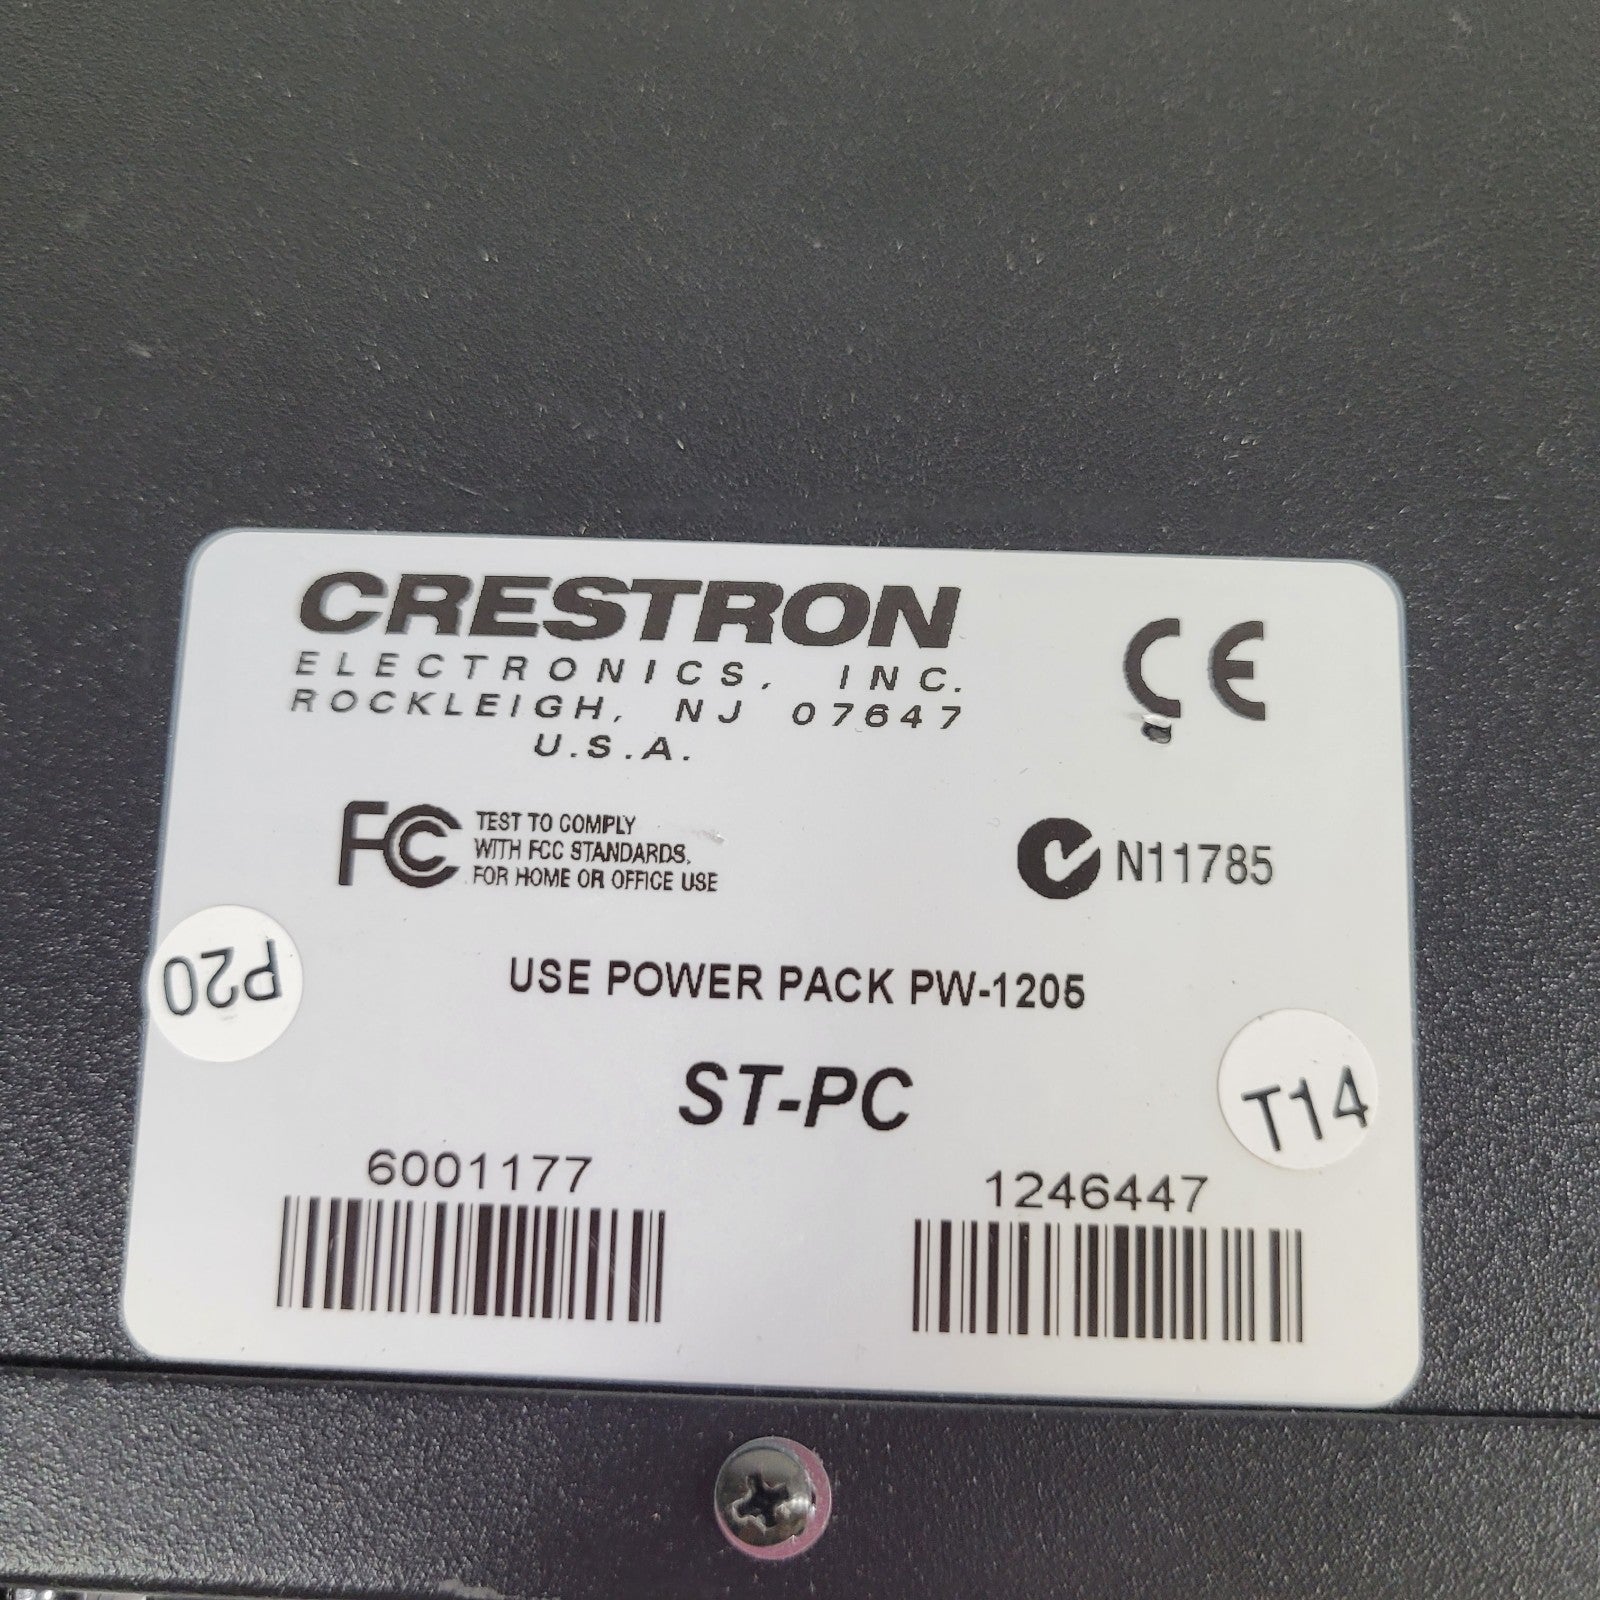 CRESTRON
ELECTRONICS, INC.
ROCKLEIGH, NJ 07647
U.S.A.
CE
FC TEST TO COMPLY
WITH FCC STANDARDS.
FOR HOME OR OFFICE USE
N11785
P20
USE POWER PACK PW-1205
ST-PC
T14
6001177
1246447